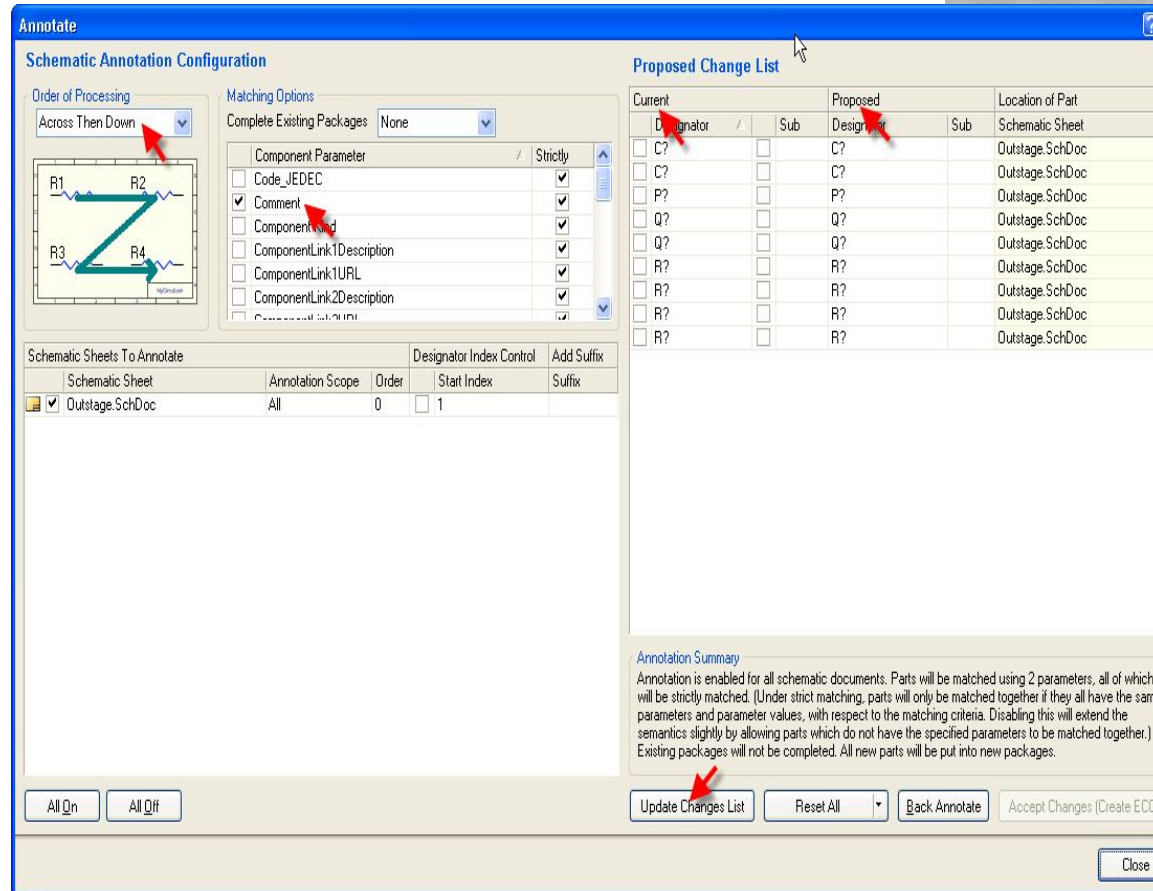 Annotate
Schematic Annotation Configuration
Order of Processing
Across Then Down
R1 R2
R3 R4
Matching Options
Complete Existing Packages None
Component Parameter Strictly
Code_JEDEC
Comment
ComponentLink1Description
ComponentLink1URL
ComponentLink2Description
Schematic Sheets To Annotate Designator Index Control Add Suffix
Schematic Sheet Annotation Scope Order Start Index Suffix
Outstage.SchDoc All 0 1
All On All Off
Proposed Change List
Current Proposed Location of Part
Designator Sub Designator Sub Schematic Sheet
C? C? Outstage.SchDoc
C? C? Outstage.SchDoc
P? P? Outstage.SchDoc
Q? Q? Outstage.SchDoc
Q? Q? Outstage.SchDoc
R? R? Outstage.SchDoc
R? R? Outstage.SchDoc
R? R? Outstage.SchDoc
R? R? Outstage.SchDoc
Annotation Summary
Annotation is enabled for all schematic documents. Parts will be matched using 2 parameters, all of which
will be strictly matched. (Under strict matching, parts will only be matched together if they all have the sam
parameters and parameter values, with respect to the matching criteria. Disabling this will extend the
semantics slightly by allowing parts which do not have the specified parameters to be matched together.)
Existing packages will not be completed. All new parts will be put into new packages.
Update Changes List Reset All Back Annotate Accept Changes (Create ECO
Close